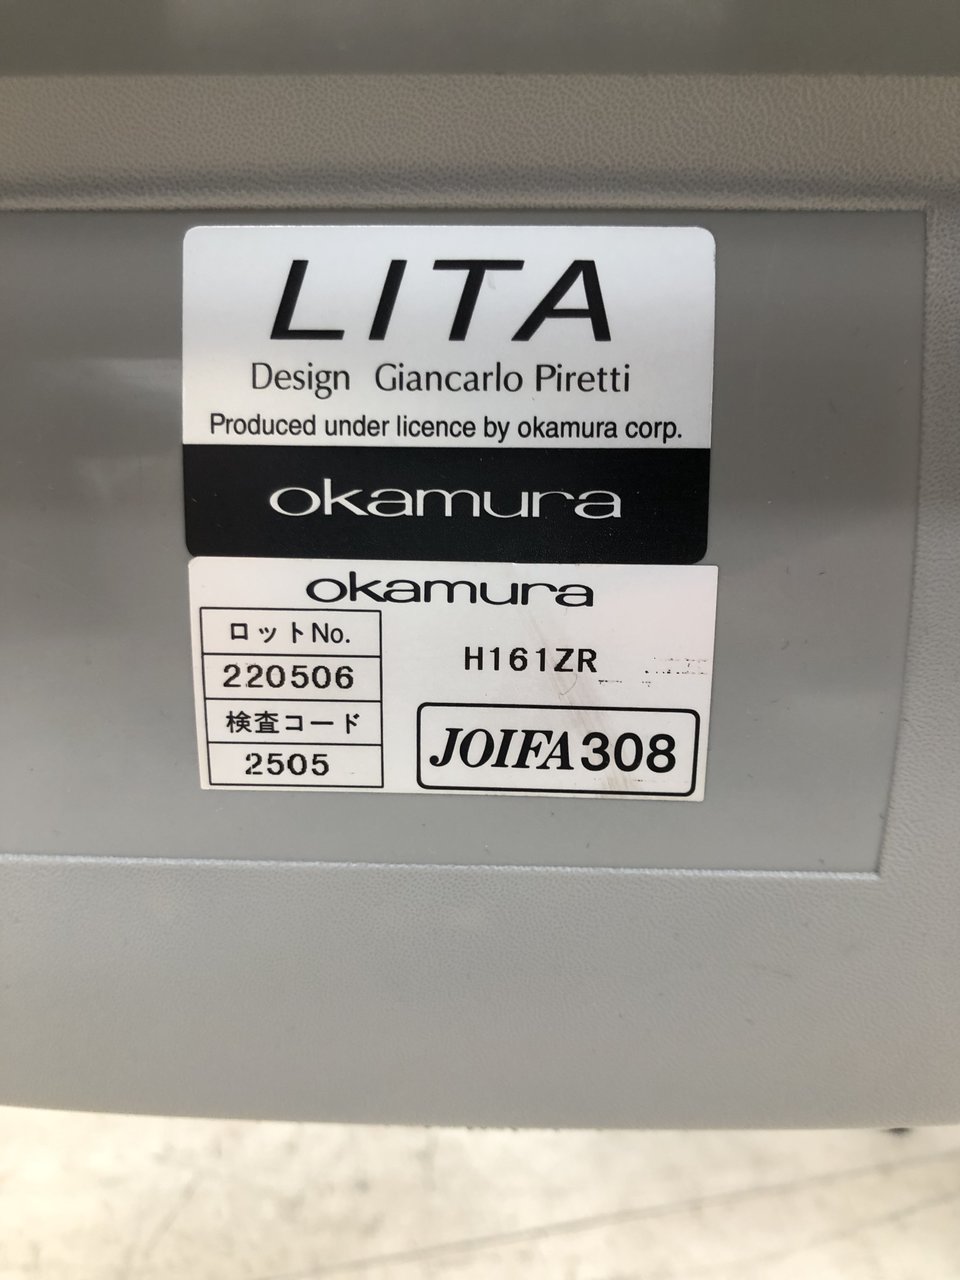 LITA
Design Giancarlo Piretti
Produced under licence by okamura corp.
okamura
okamura
ロットNo.
220506
検査コード
2505
H161ZR
JOIFA308